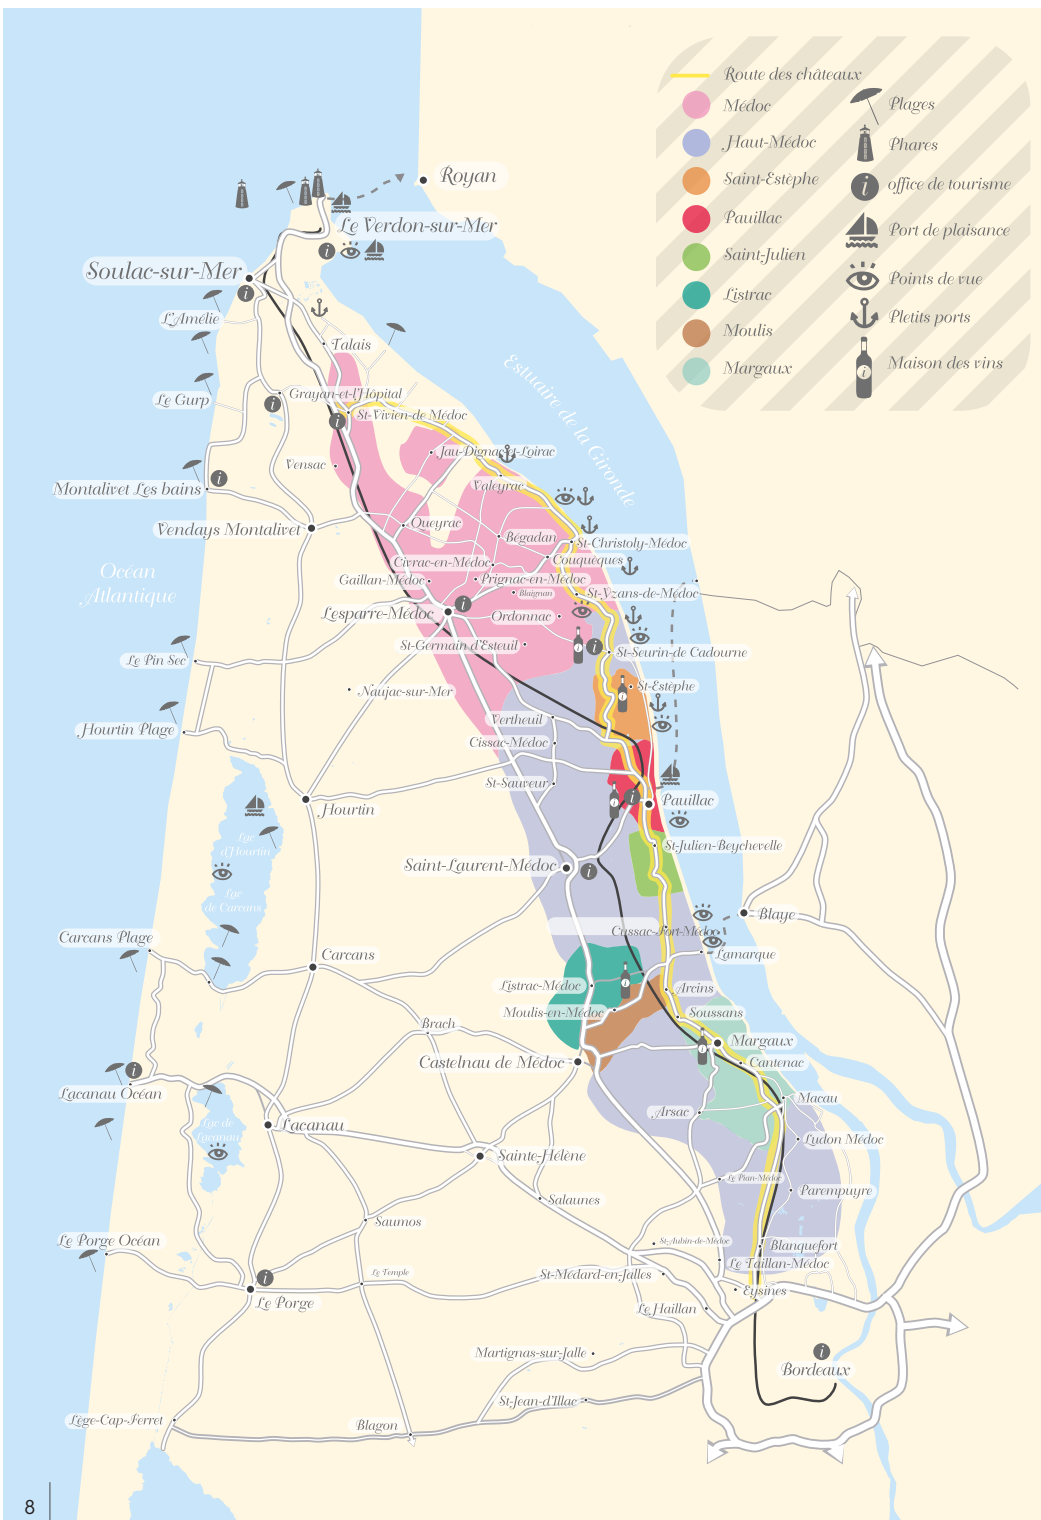 Route des châteaux
Médoc
Haut-Médoc
Saint-Estèphe
Pauillac
Saint-Julien
Listrac
Moulis
Margaux
Plages
Phares
i office de tourisme
Port de plaisance
Points de vue
Pletits ports
i Maison des vins
Royan
Le Verdon-sur-Mer
Soulac-sur-Mer
L'Amélie
Talais
Estuaire de la Gironde
Le Gurp
Grayan-et-l'Hôpital
St-Vivien-de Médoc
Vensac
Jau-Dignac-et-Loirac
Valeyrac
Montalivet Les bains
Vendays Montalivet
Queyrac
Bégadan
St-Christoly-Médoc
Couquèques
Civrac-en-Médoc
Océan
Atlantique
Gaillan-Médoc
Prignac-en-Médoc
Blaignan
St-Yzans-de-Médoc
Lesparre-Médoc
Ordonnac
St-Germain d'Esteuil
St-Seurin-de Cadourne
Le Pin Sec
Naujac-sur-Mer
St-Estèphe
Vertheuil
Hourtin Plage
Cissac-Médoc
St-Sauveur
Hourtin
Pauillac
Lac
d'Hourtin
St-Julien-Beychevelle
Saint-Laurent-Médoc
Lac
de Carcans
Blaye
Cussac-Fort-Médoc
Carcans Plage
Carcans
Lamarque
Listrac-Médoc
Arcins
Moulis-en-Médoc
Soussans
Brach
Margaux
Castelnau de Médoc
Cantenac
Lacanau Océan
Macau
Arsac
Lac de
Lacanau
Lacanau
Ludon Médoc
Sainte-Hélène
Le Pian-Médoc
Parempuyre
Salaunes
Saumos
Le Porge Océan
St-Aubin-de-Médoc
Blanquefort
Le Taillan-Médoc
Le Temple
St-Médard-en-Jalles
Eysines
Le Porge
Le Haillan
Martignas-sur-Jalle
Bordeaux
St-Jean-d'Illac
Lège-Cap-Ferret
Blagon
8